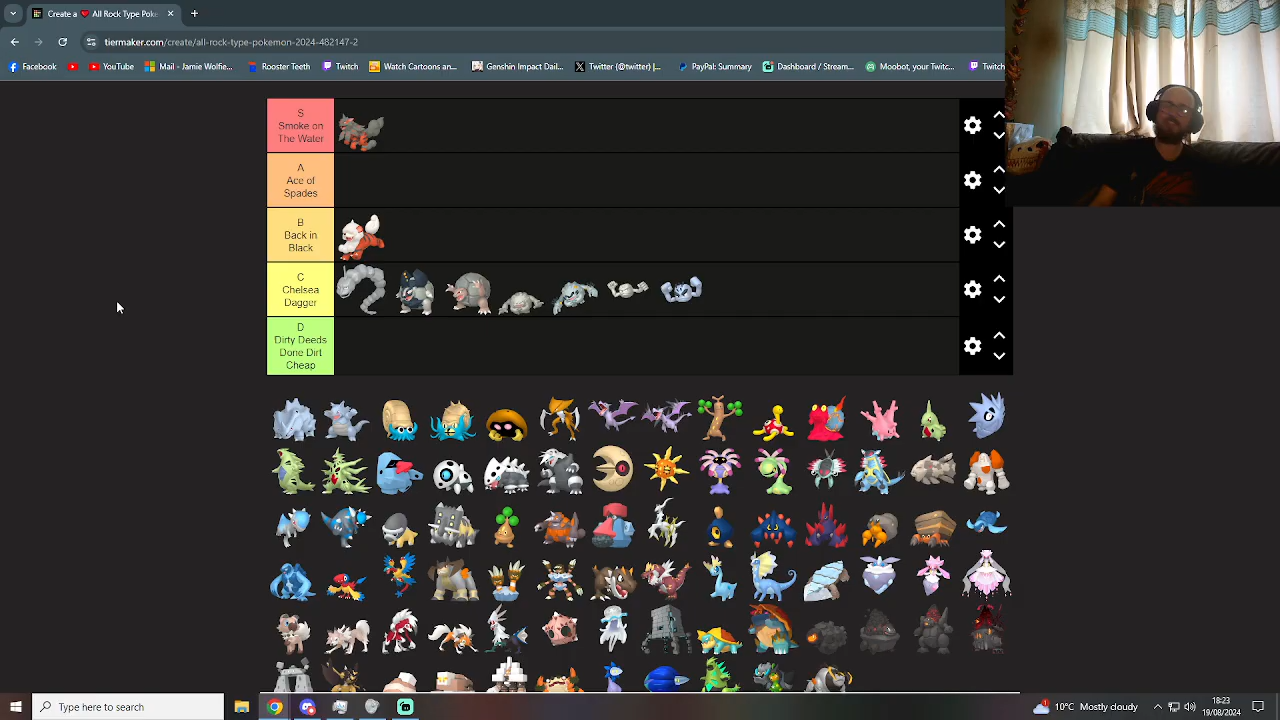 Create a All Rock Type Poke
tiermaker.com/create/all-rock-type-pokemon-2024-482147-2
Facebook YouTube Mail - Jamie Wolfe... Rooster Teeth Twitch Watch Cartoons an... Genshin Impact Dail... Twitter (@twitter) |... PayPal: Summary Dashboard / Stream... Moobot, your Twitc... Twitch
S
Smoke on
The Water
A
Ace of
Spades
B
Back in
Black
C
Chelsea
Dagger
D
Dirty Deeds
Done Dirt
Cheap
Type here to search
10°C Mostly cloudy
18:23
19/08/2024